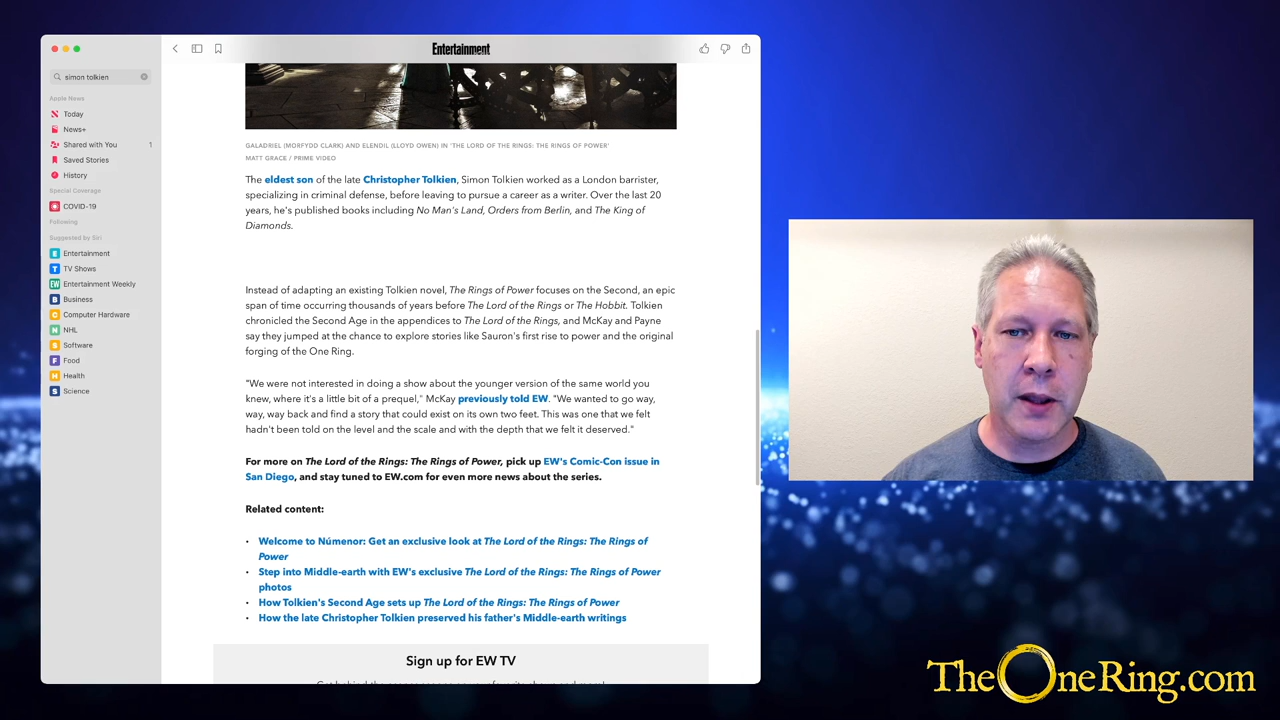 simon tolkien
Apple News
Today
News+
Shared with You 1
Saved Stories
History
Special Coverage
COVID-19
Following
Suggested by Siri
E Entertainment
T TV Shows
EW Entertainment Weekly
B Business
C Computer Hardware
N NHL
S Software
F Food
H Health
S Science
Entertainment
GALADRIEL (MORFYDD CLARK) AND ELENDIL (LLOYD OWEN) IN 'THE LORD OF THE RINGS: THE RINGS OF POWER'
MATT GRACE / PRIME VIDEO
The eldest son of the late Christopher Tolkien, Simon Tolkien worked as a London barrister,
specializing in criminal defense, before leaving to pursue a career as a writer. Over the last 20
years, he's published books including No Man's Land, Orders from Berlin, and The King of
Diamonds.
Instead of adapting an existing Tolkien novel, The Rings of Power focuses on the Second, an epic
span of time occurring thousands of years before The Lord of the Rings or The Hobbit. Tolkien
chronicled the Second Age in the appendices to The Lord of the Rings, and McKay and Payne
say they jumped at the chance to explore stories like Sauron's first rise to power and the original
forging of the One Ring.
"We were not interested in doing a show about the younger version of the same world you
knew, where it's a little bit of a prequel," McKay previously told EW. "We wanted to go way,
way, way back and find a story that could exist on its own two feet. This was one that we felt
hadn't been told on the level and the scale and with the depth that we felt it deserved."
For more on The Lord of the Rings: The Rings of Power, pick up EW's Comic-Con issue in
San Diego, and stay tuned to EW.com for even more news about the series.
Related content:
• Welcome to Númenor: Get an exclusive look at The Lord of the Rings: The Rings of
Power
• Step into Middle-earth with EW's exclusive The Lord of the Rings: The Rings of Power
photos
• How Tolkien's Second Age sets up The Lord of the Rings: The Rings of Power
• How the late Christopher Tolkien preserved his father's Middle-earth writings
Sign up for EW TV
TheOneRing.com